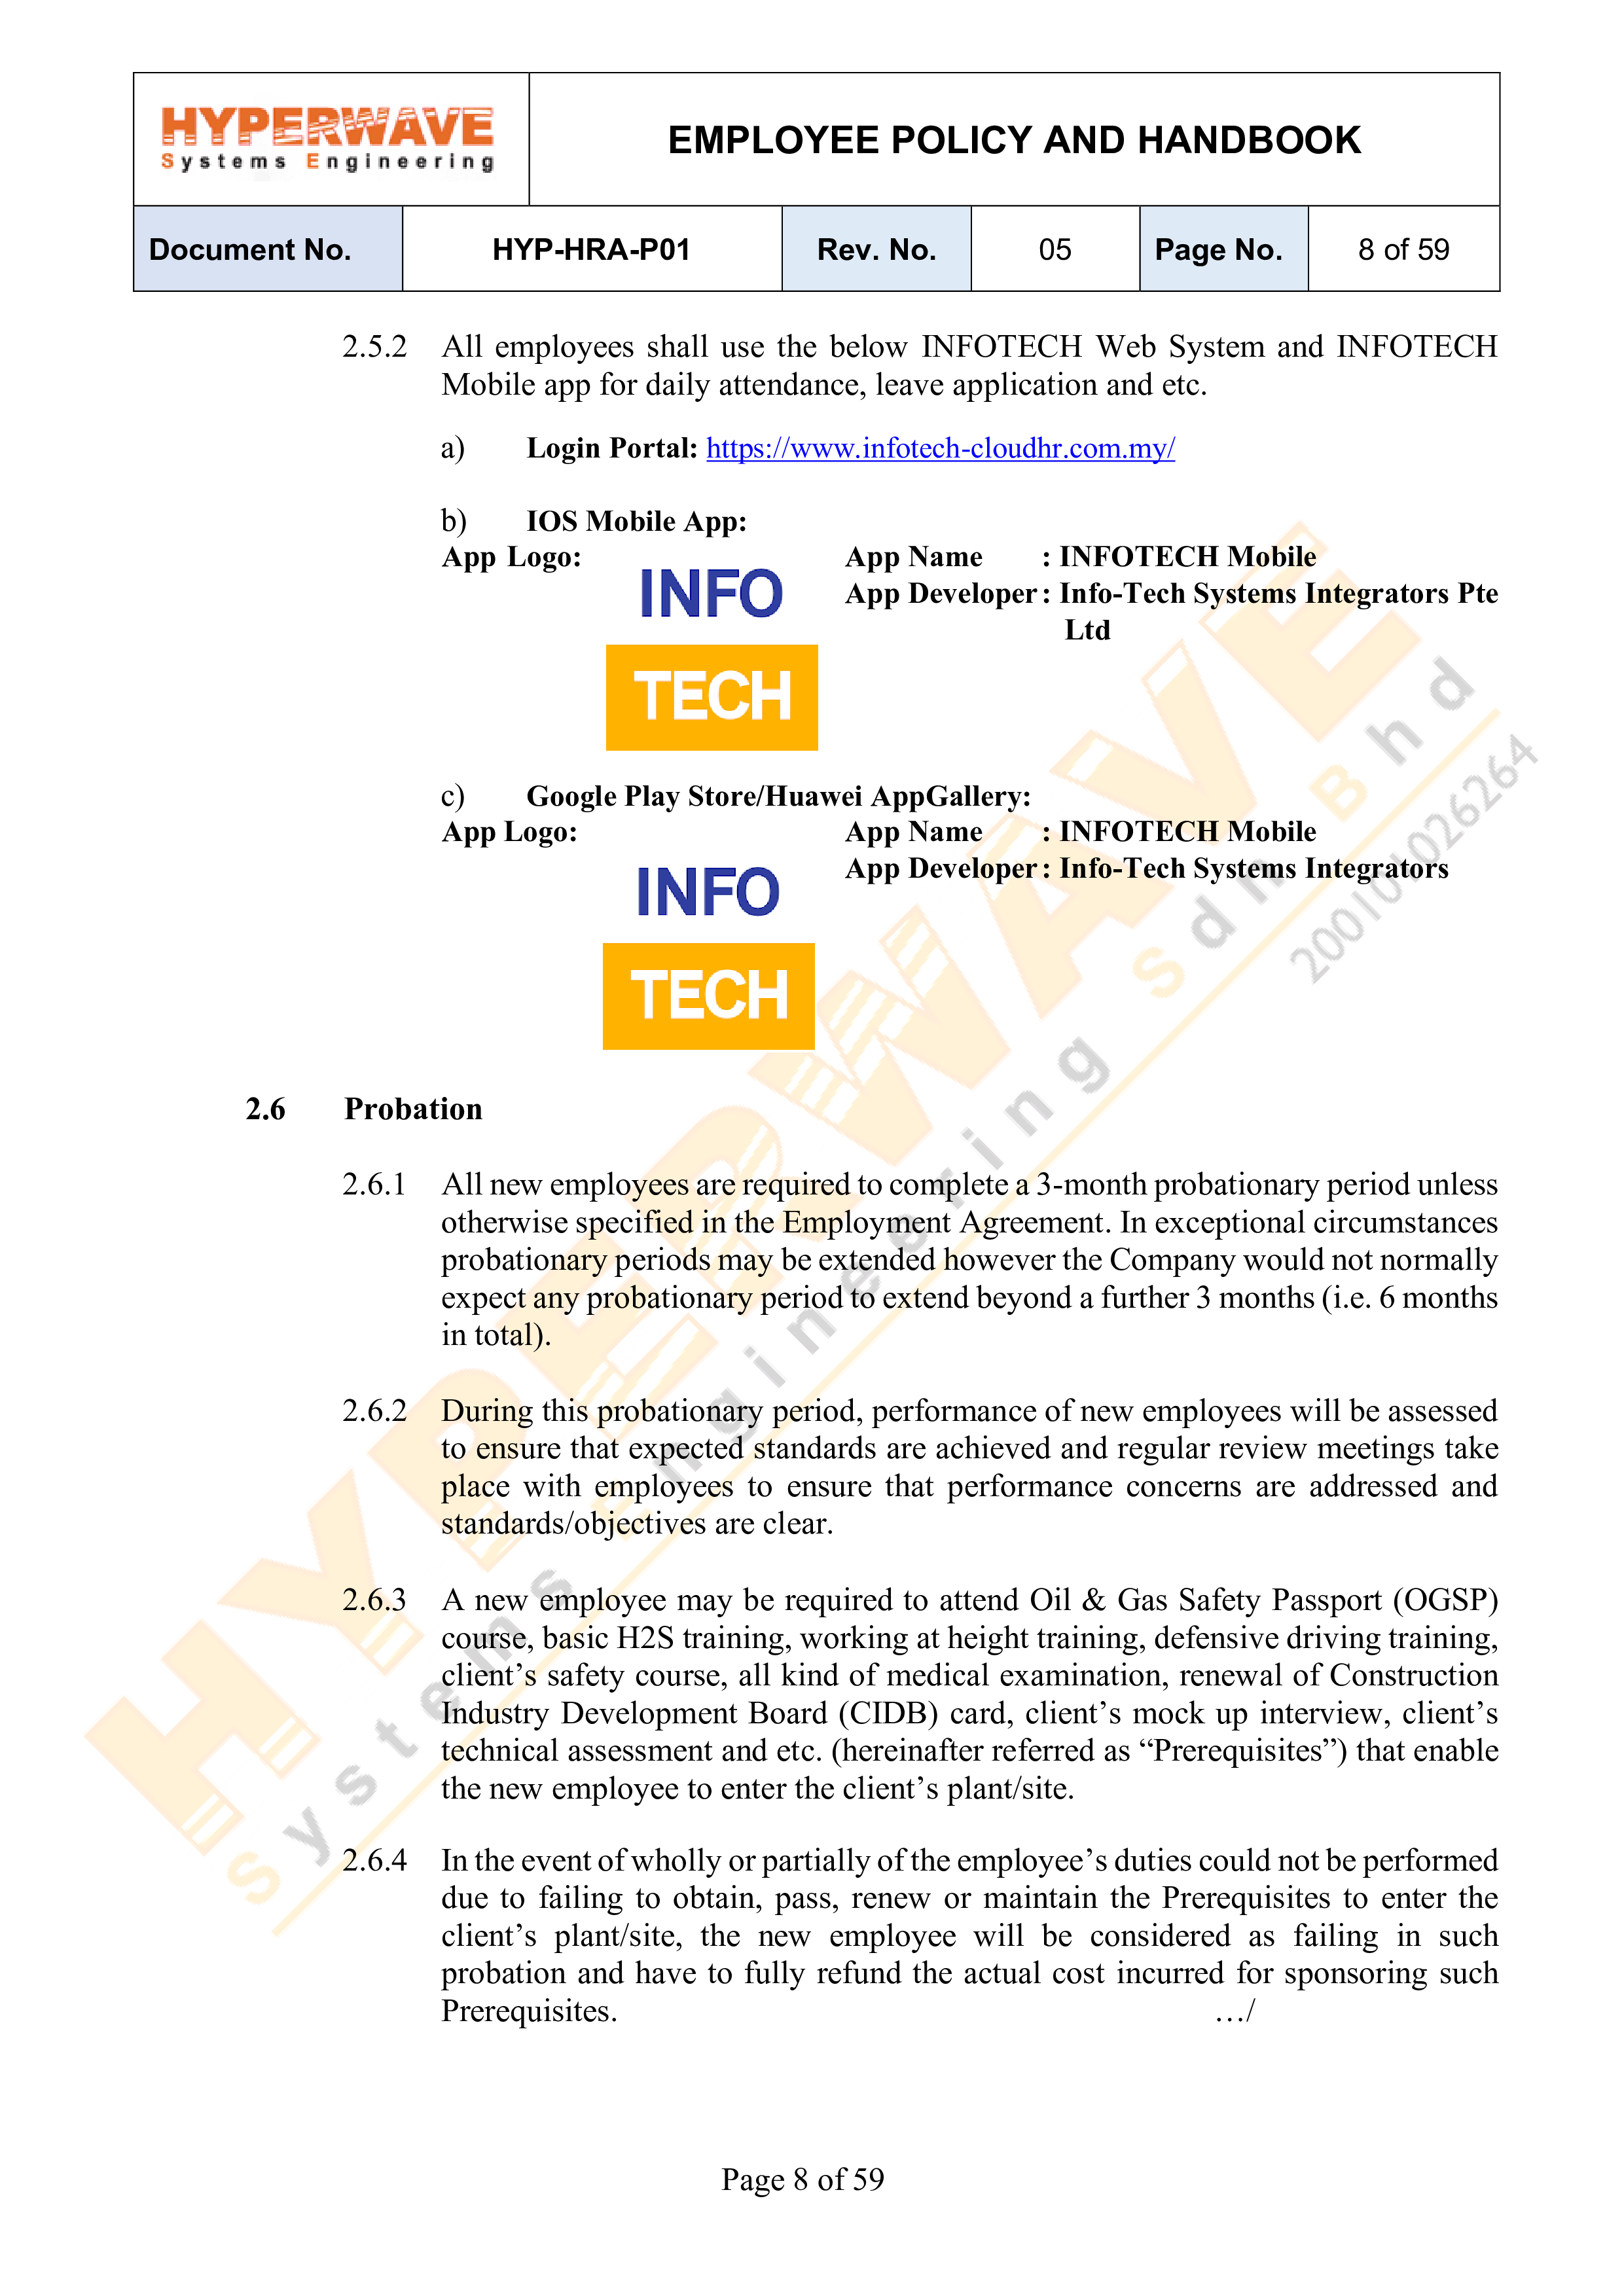 HYPERWAVE
Systems Engineering
EMPLOYEE POLICY AND HANDBOOK
Document No.
HYP-HRA-P01
Rev. No.
05
Page No.
8 of 59
2.5.2 All employees shall use the below INFOTECH Web System and INFOTECH
Mobile app for daily attendance, leave application and etc.
a) Login Portal: https://www.infotech-cloudhr.com.my/
b) IOS Mobile App:
App Logo:
INFO
TECH
App Name : INFOTECH Mobile
App Developer : Info-Tech Systems Integrators Pte
Ltd
c) Google Play Store/Huawei AppGallery:
App Logo:
INFO
TECH
App Name : INFOTECH Mobile
App Developer : Info-Tech Systems Integrators
2.6 Probation
2.6.1 All new employees are required to complete a 3-month probationary period unless
otherwise specified in the Employment Agreement. In exceptional circumstances
probationary periods may be extended however the Company would not normally
expect any probationary period to extend beyond a further 3 months (i.e. 6 months
in total).
2.6.2 During this probationary period, performance of new employees will be assessed
to ensure that expected standards are achieved and regular review meetings take
place with employees to ensure that performance concerns are addressed and
standards/objectives are clear.
2.6.3 A new employee may be required to attend Oil & Gas Safety Passport (OGSP)
course, basic H2S training, working at height training, defensive driving training,
client’s safety course, all kind of medical examination, renewal of Construction
Industry Development Board (CIDB) card, client’s mock up interview, client’s
technical assessment and etc. (hereinafter referred as “Prerequisites”) that enable
the new employee to enter the client’s plant/site.
2.6.4 In the event of wholly or partially of the employee’s duties could not be performed
due to failing to obtain, pass, renew or maintain the Prerequisites to enter the
client’s plant/site, the new employee will be considered as failing in such
probation and have to fully refund the actual cost incurred for sponsoring such
Prerequisites. …/
HYPERWAVE
Systems Engineering Sdn Bhd
200101026264
Page 8 of 59